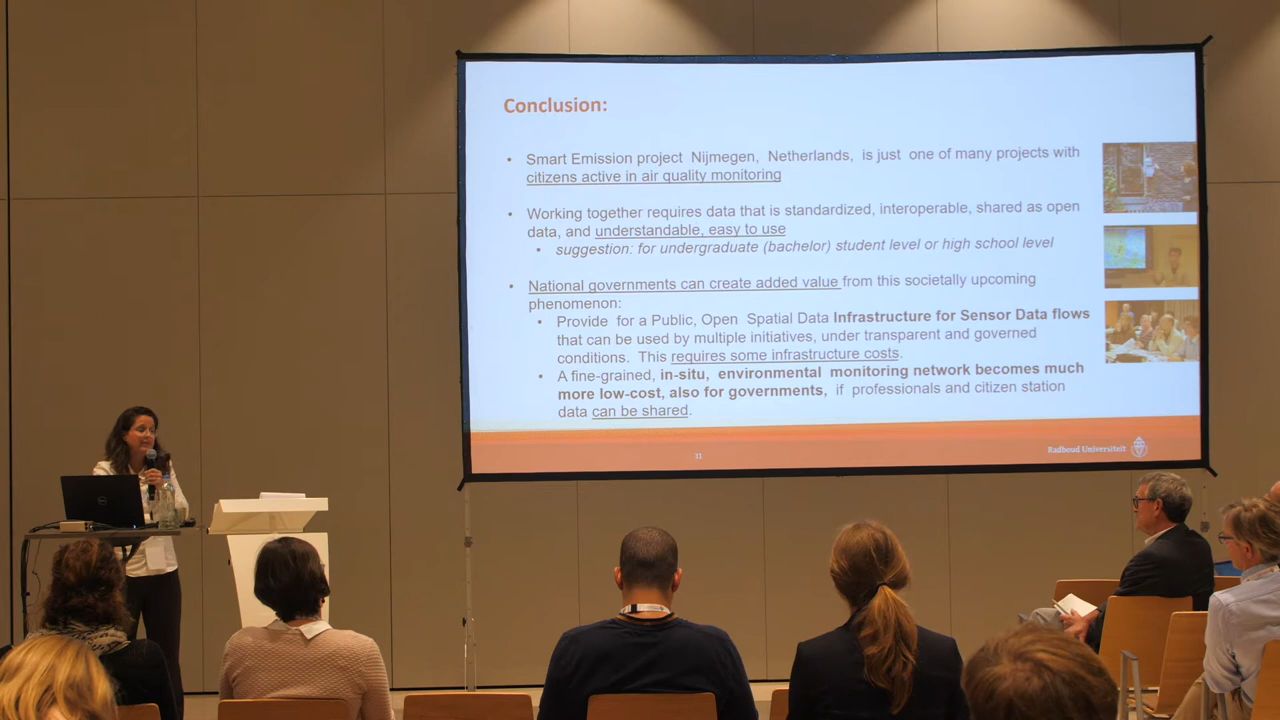 Conclusion:
• Smart Emission project Nijmegen, Netherlands, is just one of many projects with
citizens active in air quality monitoring
• Working together requires data that is standardized, interoperable, shared as open
data, and understandable, easy to use
• suggestion: for undergraduate (bachelor) student level or high school level
• National governments can create added value from this societally upcoming
phenomenon:
• Provide for a Public, Open Spatial Data Infrastructure for Sensor Data flows
that can be used by multiple initiatives, under transparent and governed
conditions. This requires some infrastructure costs.
• A fine-grained, in-situ, environmental monitoring network becomes much
more low-cost, also for governments, if professionals and citizen station
data can be shared.
31
Radboud Universiteit